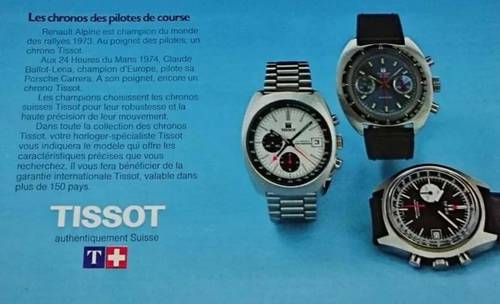 Les chronos des pilotes de course
Renault Alpine est champion du monde
des rallyes 1973. Au poignet des pilotes, un
chrono Tissot.
Aux 24 Heures du Mans 1974, Claude
Ballot-Lena, champion d'Europe, pilote sa
Porsche Carrera. A son poignet, encore un
chrono Tissot.
Les champions choisissent les chronos
suisses Tissot pour leur robustesse et la
haute précision de leur mouvement.
Dans toute la collection des chronos
Tissot, votre horloger-spécialiste Tissot
vous indiquera le modèle qui offre les
caractéristiques précises que vous
recherchez. Il vous fera bénéficier de la
garantie internationale Tissot, valable dans
plus de 150 pays.
TISSOT
authentiquement Suisse
T
TISSOT